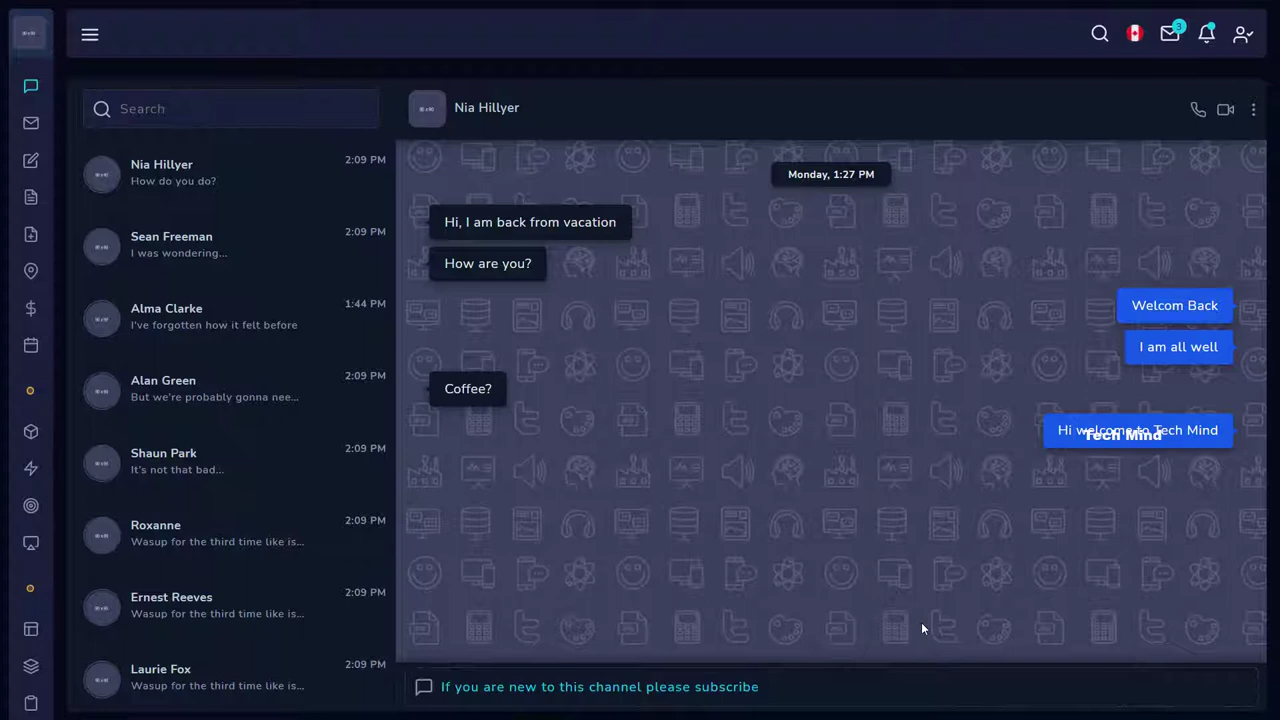 3
Search
Nia Hillyer
2:09 PM
How do you do?
Sean Freeman
2:09 PM
I was wondering...
Alma Clarke
1:44 PM
I've forgotten how it felt before
Alan Green
2:09 PM
But we're probably gonna nee...
Shaun Park
2:09 PM
It's not that bad...
Roxanne
2:09 PM
Wasup for the third time like is...
Ernest Reeves
2:09 PM
Wasup for the third time like is...
Laurie Fox
2:09 PM
Wasup for the third time like is...
Nia Hillyer
Monday, 1:27 PM
Hi, I am back from vacation
How are you?
Welcom Back
I am all well
Coffee?
Hi welcome to Tech Mind
Tech Mind
If you are new to this channel please subscribe